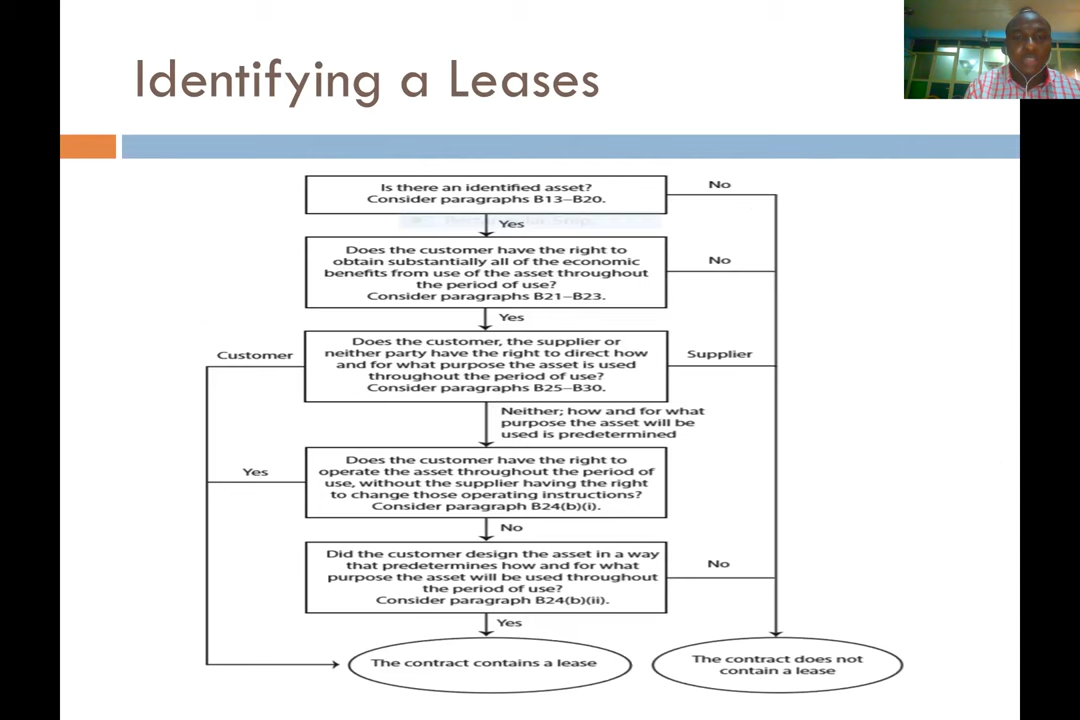 Identifying a Leases
Is there an identified asset?
Consider paragraphs B13–B20.
No
Yes
Does the customer have the right to
obtain substantially all of the economic
benefits from use of the asset throughout
the period of use?
Consider paragraphs B21–B23.
No
Yes
Customer
Does the customer, the supplier or
neither party have the right to direct how
and for what purpose the asset is used
throughout the period of use?
Consider paragraphs B25–B30.
Supplier
Neither; how and for what
purpose the asset will be
used is predetermined
Yes
Does the customer have the right to
operate the asset throughout the period of
use, without the supplier having the right
to change those operating instructions?
Consider paragraph B24(b)(i).
No
Did the customer design the asset in a way
that predetermines how and for what
purpose the asset will be used throughout
the period of use?
Consider paragraph B24(b)(ii).
No
Yes
The contract contains a lease
The contract does not
contain a lease